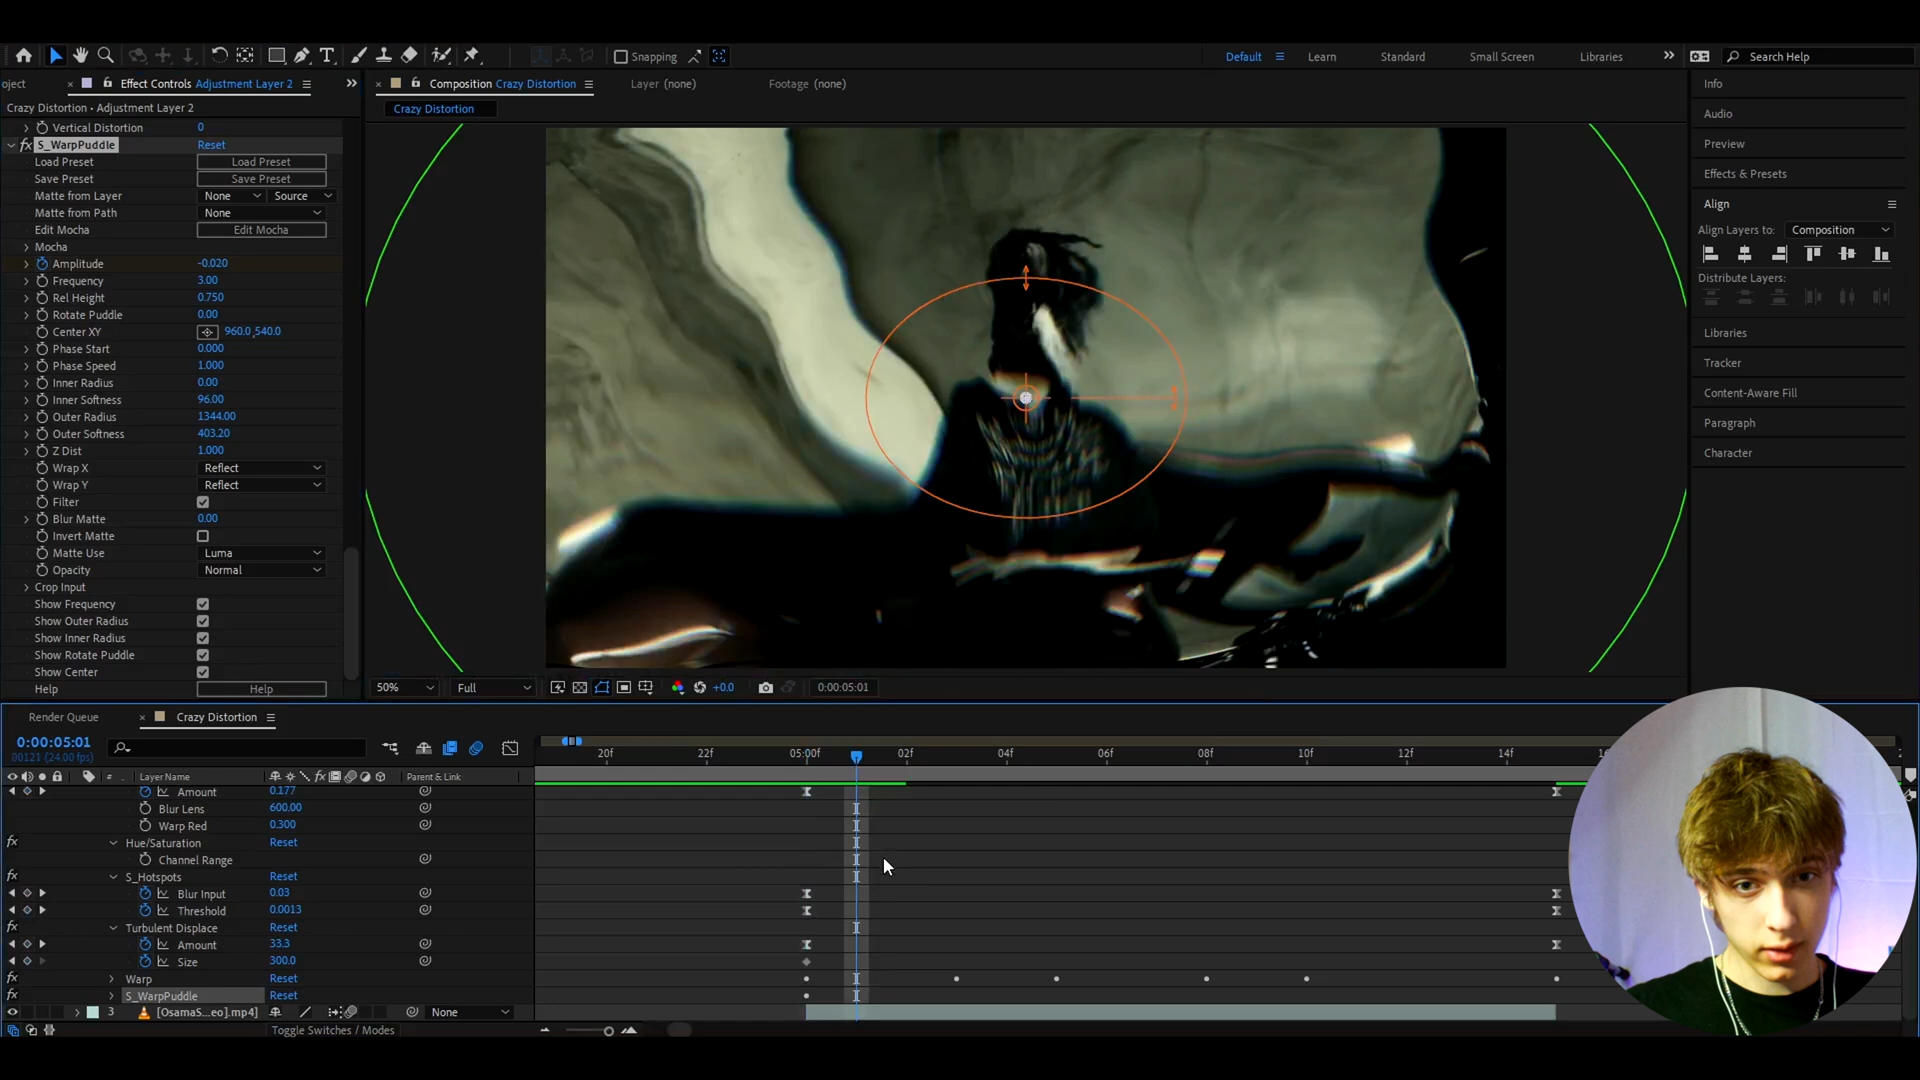 Snapping
Default
Learn
Standard
Small Screen
Libraries
Search Help
oject
Effect Controls Adjustment Layer 2
Composition Crazy Distortion
Layer (none)
Footage (none)
Crazy Distortion • Adjustment Layer 2
Crazy Distortion
Vertical Distortion 0
fx S_WarpPuddle Reset
Load Preset Load Preset
Save Preset Save Preset
Matte from Layer None Source
Matte from Path None
Edit Mocha Edit Mocha
Mocha
Amplitude -0.020
Frequency 3.00
Rel Height 0.750
Rotate Puddle 0.00
Center XY 960.0,540.0
Phase Start 0.000
Phase Speed 1.000
Inner Radius 0.00
Inner Softness 96.00
Outer Radius 1344.00
Outer Softness 403.20
Z Dist 1.000
Wrap X Reflect
Wrap Y Reflect
Filter
Blur Matte 0.00
Invert Matte
Matte Use Luma
Opacity Normal
Crop Input
Show Frequency
Show Outer Radius
Show Inner Radius
Show Rotate Puddle
Show Center
Help Help
50% Full +0.0 0:00:05:01
Info
Audio
Preview
Effects & Presets
Align
Align Layers to: Composition
Distribute Layers:
Libraries
Tracker
Content-Aware Fill
Paragraph
Character
Render Queue
Crazy Distortion
0:00:05:01
00121 (24.00 fps)
20f 22f 05:00f 02f 04f 06f 08f 10f 12f 14f
# Layer Name fx Parent & Link
Amount 0.177
Blur Lens 600.00
Warp Red 0.300
fx Hue/Saturation Reset
Channel Range
fx S_Hotspots Reset
Blur Input 0.03
Threshold 0.0013
fx Turbulent Displace Reset
Amount 33.3
Size 300.0
fx Warp Reset
fx S_WarpPuddle Reset
3 [OsamaS...eo].mp4] None
Toggle Switches / Modes